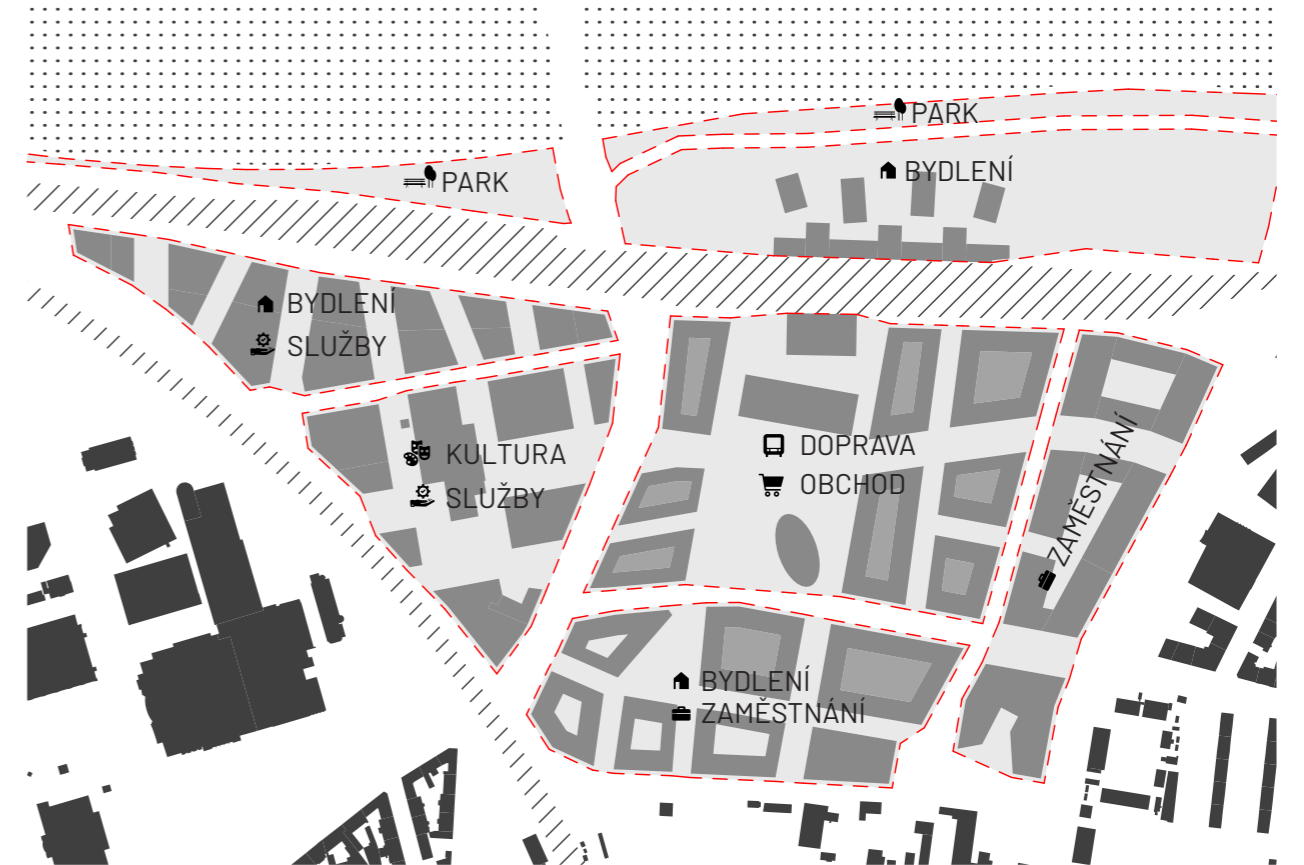 PARK
PARK
BYDLENÍ
BYDLENÍ
SLUŽBY
KULTURA
SLUŽBY
DOPRAVA
OBCHOD
ZAMĚSTNÁNÍ
BYDLENÍ
ZAMĚSTNÁNÍ